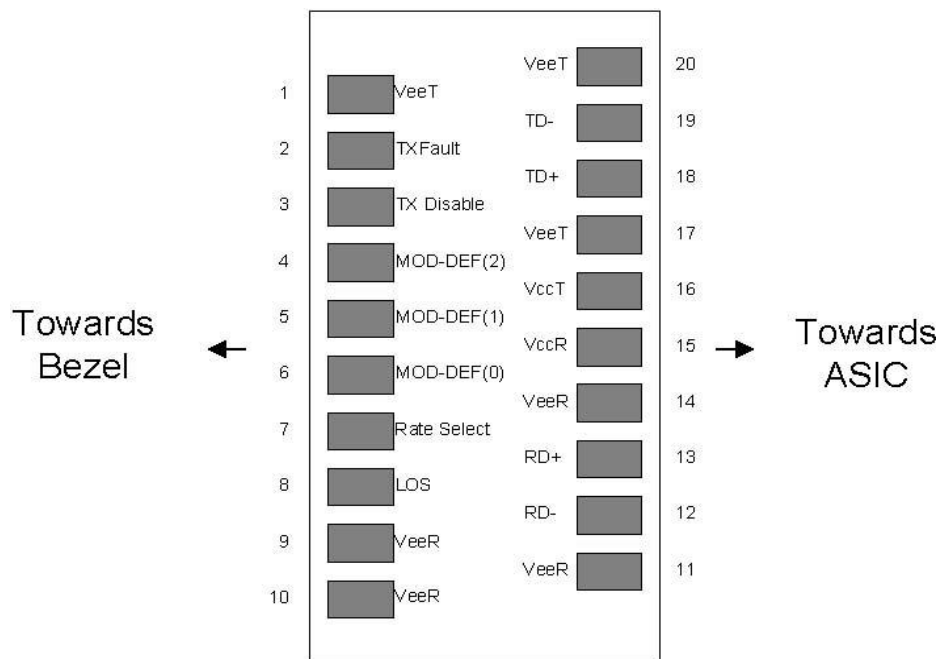 VeeT 20
1 VeeT
TD- 19
2 TXFault
TD+ 18
3 TX Disable
VeeT 17
4 MOD-DEF(2)
VccT 16
5 MOD-DEF(1)
Towards
Bezel
VccR 15
Towards
ASIC
6 MOD-DEF(0)
VeeR 14
7 Rate Select
RD+ 13
8 LOS
RD- 12
9 VeeR
VeeR 11
10 VeeR